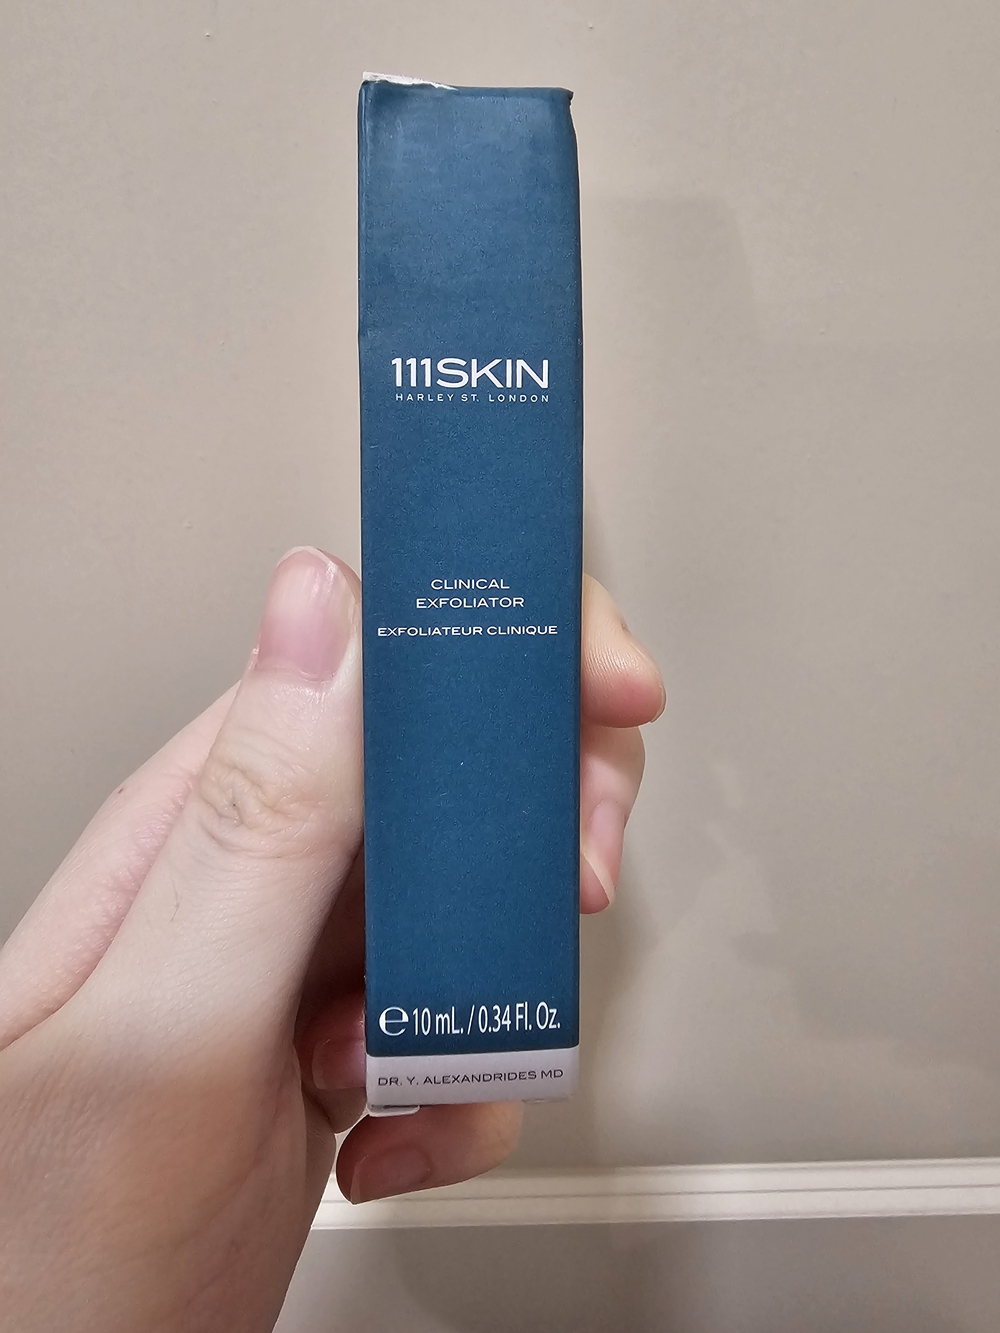 111SKIN
HARLEY ST. LONDON
CLINICAL
EXFOLIATOR
EXFOLIATEUR CLINIQUE
℮ 10 mL. / 0.34 Fl. Oz.
DR. Y. ALEXANDRIDES MD